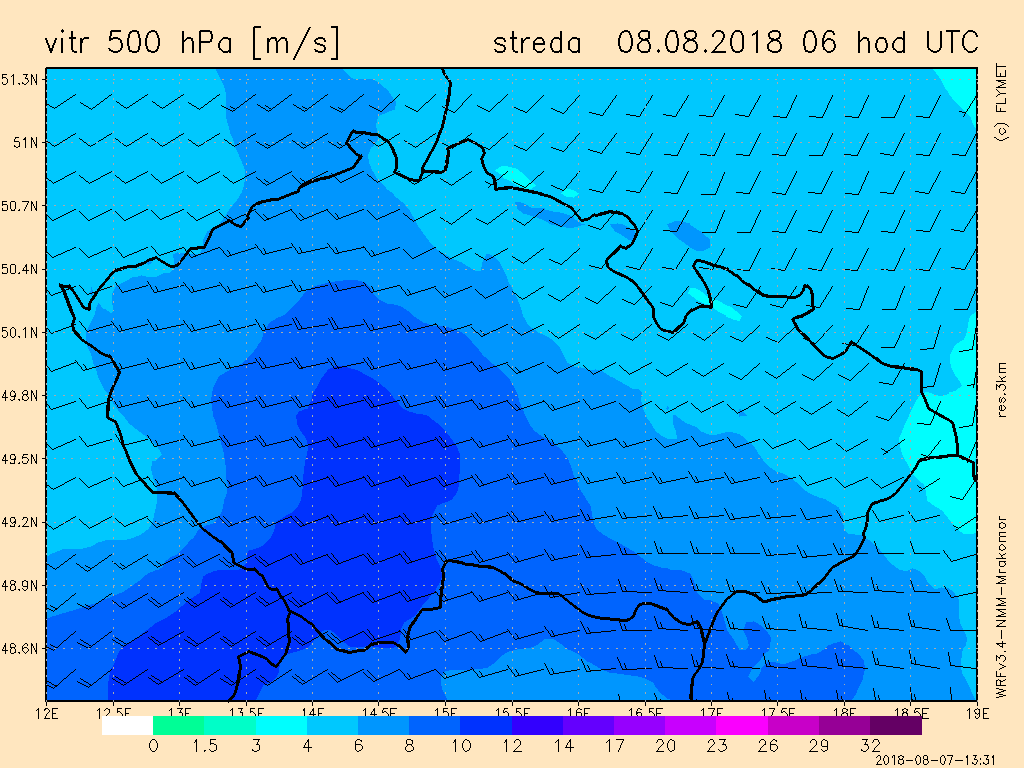 vitr 500 hPa [m/s] streda 08.08.2018 06 hod UTC
(c) FLYMET
51.3N
51N
50.7N
50.4N
50.1N
49.8N
49.5N
49.2N
48.9N
48.6N
res.3km
WRFv3.4-NMM-Mrakomor
12E 12.5E 13E 13.5E 14E 14.5E 15E 15.5E 16E 16.5E 17E 17.5E 18E 18.5E 19E
0 1.5 3 4 6 8 10 12 14 17 20 23 26 29 32
2018-08-07-13:31